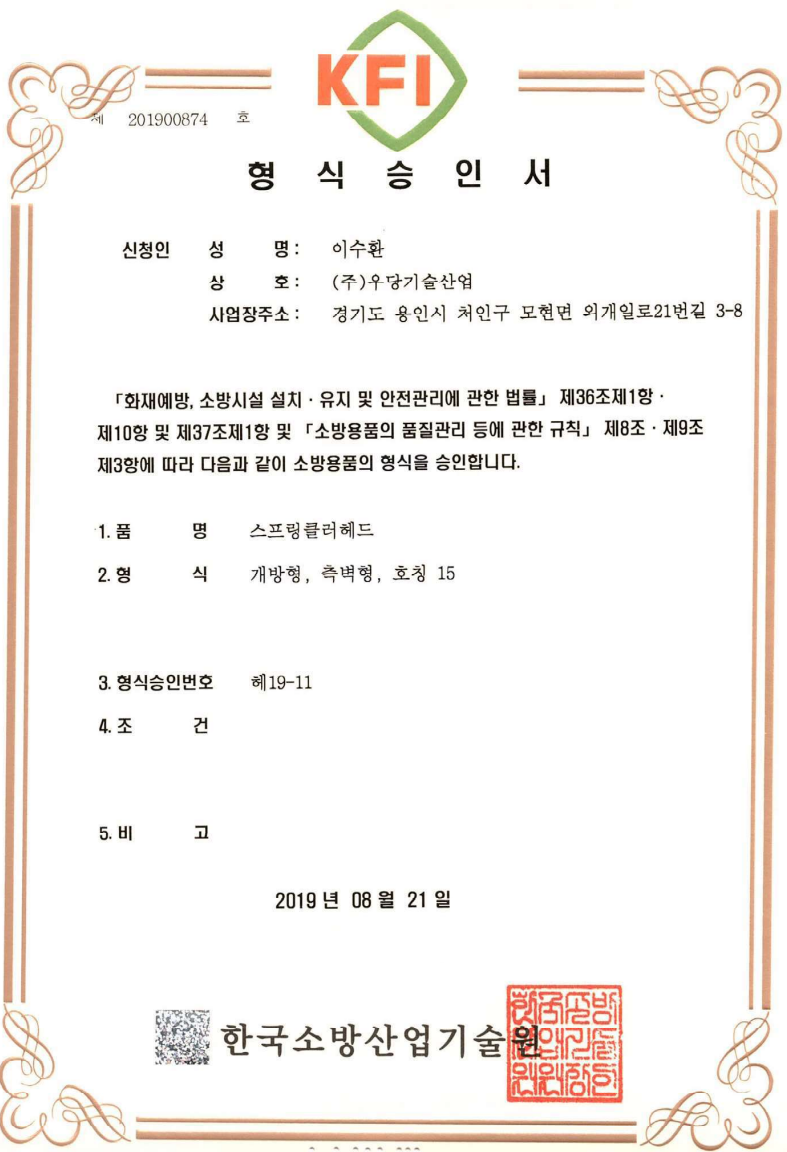 KFI
제 201900874 호
형 식 승 인 서
신청인 성 명 : 이수환
상 호 : (주)우당기술산업
사업장주소 : 경기도 용인시 처인구 모현면 외개일로21번길 3-8
「화재예방, 소방시설 설치ㆍ유지 및 안전관리에 관한 법률」 제36조제1항ㆍ
제10항 및 제37조제1항 및 「소방용품의 품질관리 등에 관한 규칙」 제8조ㆍ제9조
제3항에 따라 다음과 같이 소방용품의 형식을 승인합니다.
1. 품 명 스프링클러헤드
2. 형 식 개방형, 측벽형, 호칭 15
3. 형식승인번호 헤19-11
4. 조 건
5. 비 고
2019 년 08 월 21 일
한국소방산업기술원